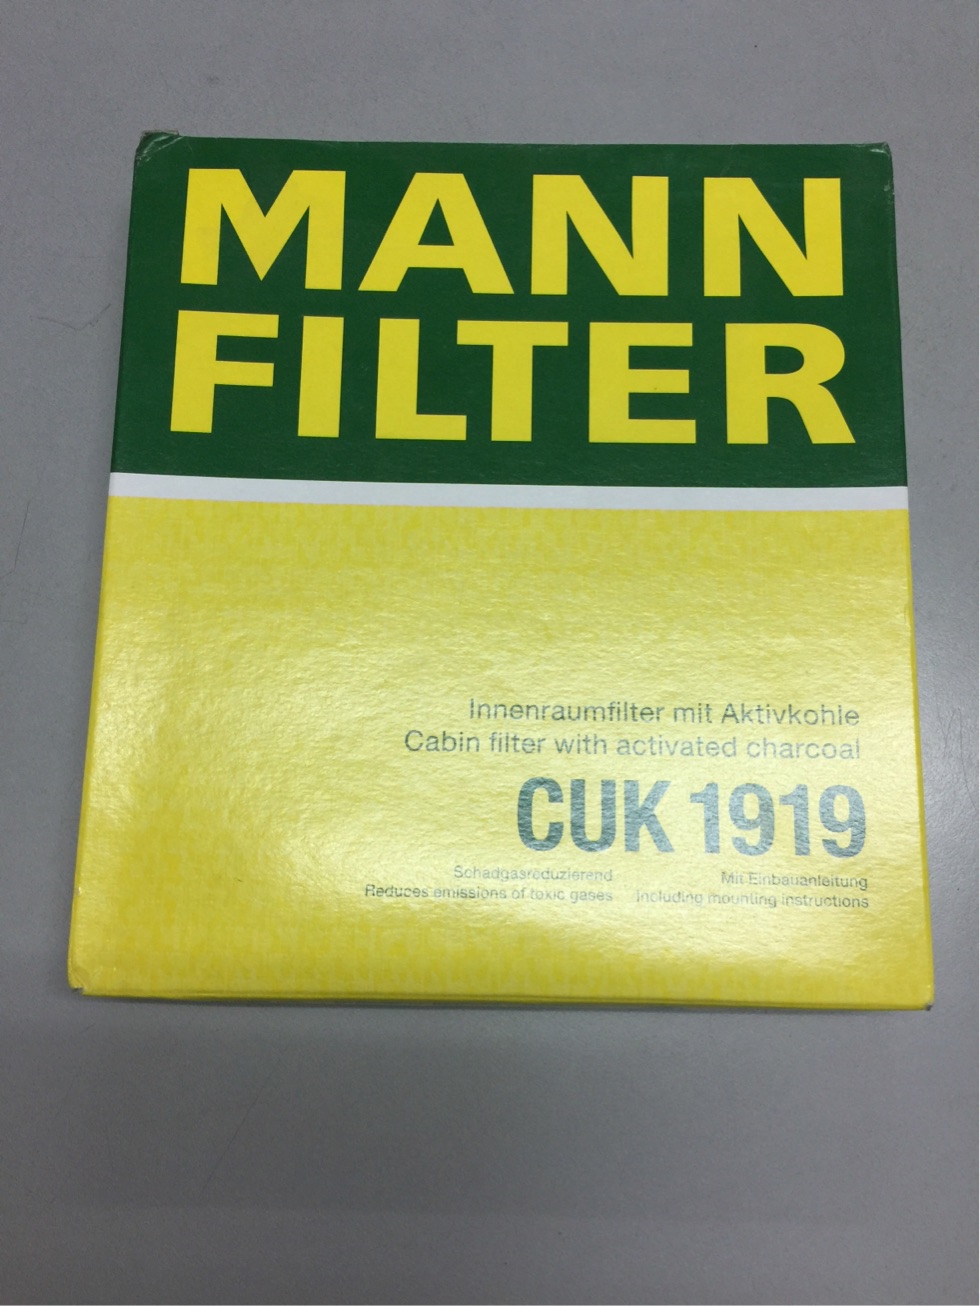 MANN
FILTER
Innenraumfilter mit Aktivkohle
Cabin filter with activated charcoal
CUK 1919
Schadgasreduzierend
Reduces emissions of toxic gases
Mit Einbauanleitung
Including mounting instructions